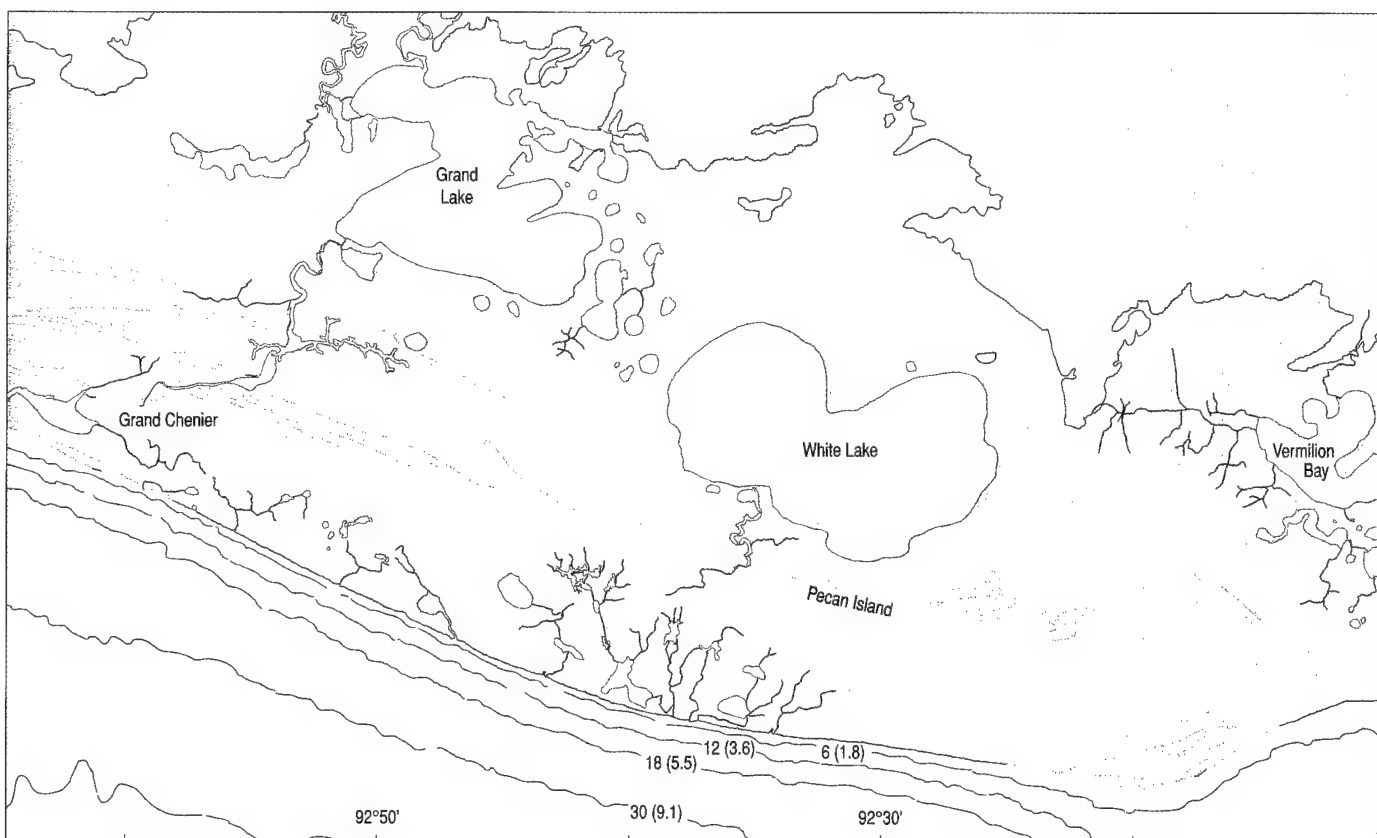 Grand
Lake
Grand Chenier
White Lake
Vermilion
Bay
Pecan Island
12 (3.6)
6 (1.8)
18 (5.5)
30 (9.1)
92°50'
92°30'